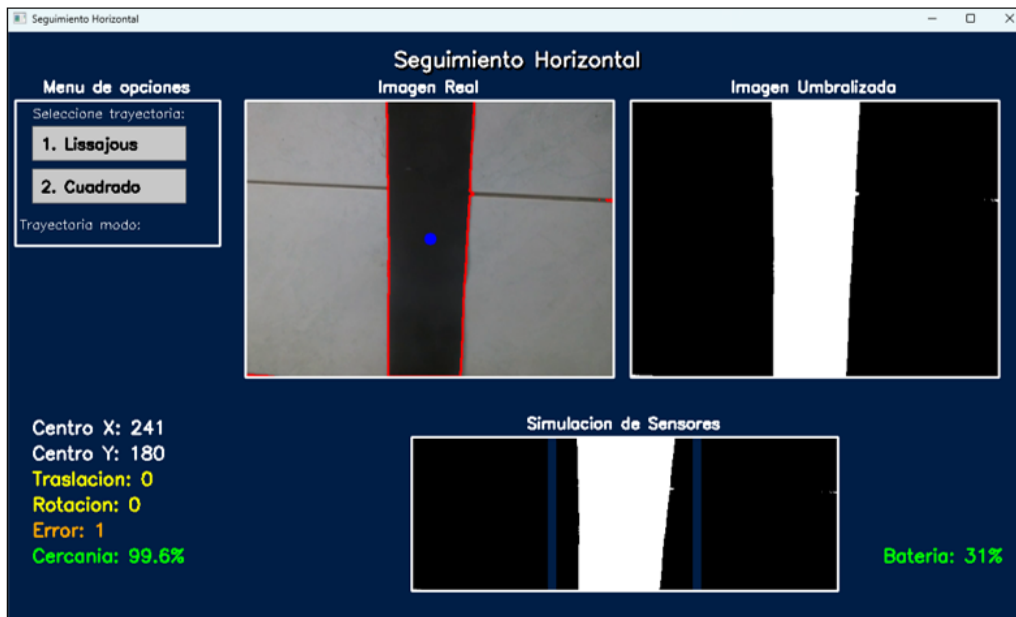 Seguimiento Horizontal
Seguimiento Horizontal
Menu de opciones
Seleccione trayectoria:
1. Lissajous
2. Cuadrado
Trayectoria modo:
Imagen Real
Imagen Umbralizada
Centro X: 241
Centro Y: 180
Traslacion: 0
Rotacion: 0
Error: 1
Cercania: 99.6%
Simulacion de Sensores
Bateria: 31%